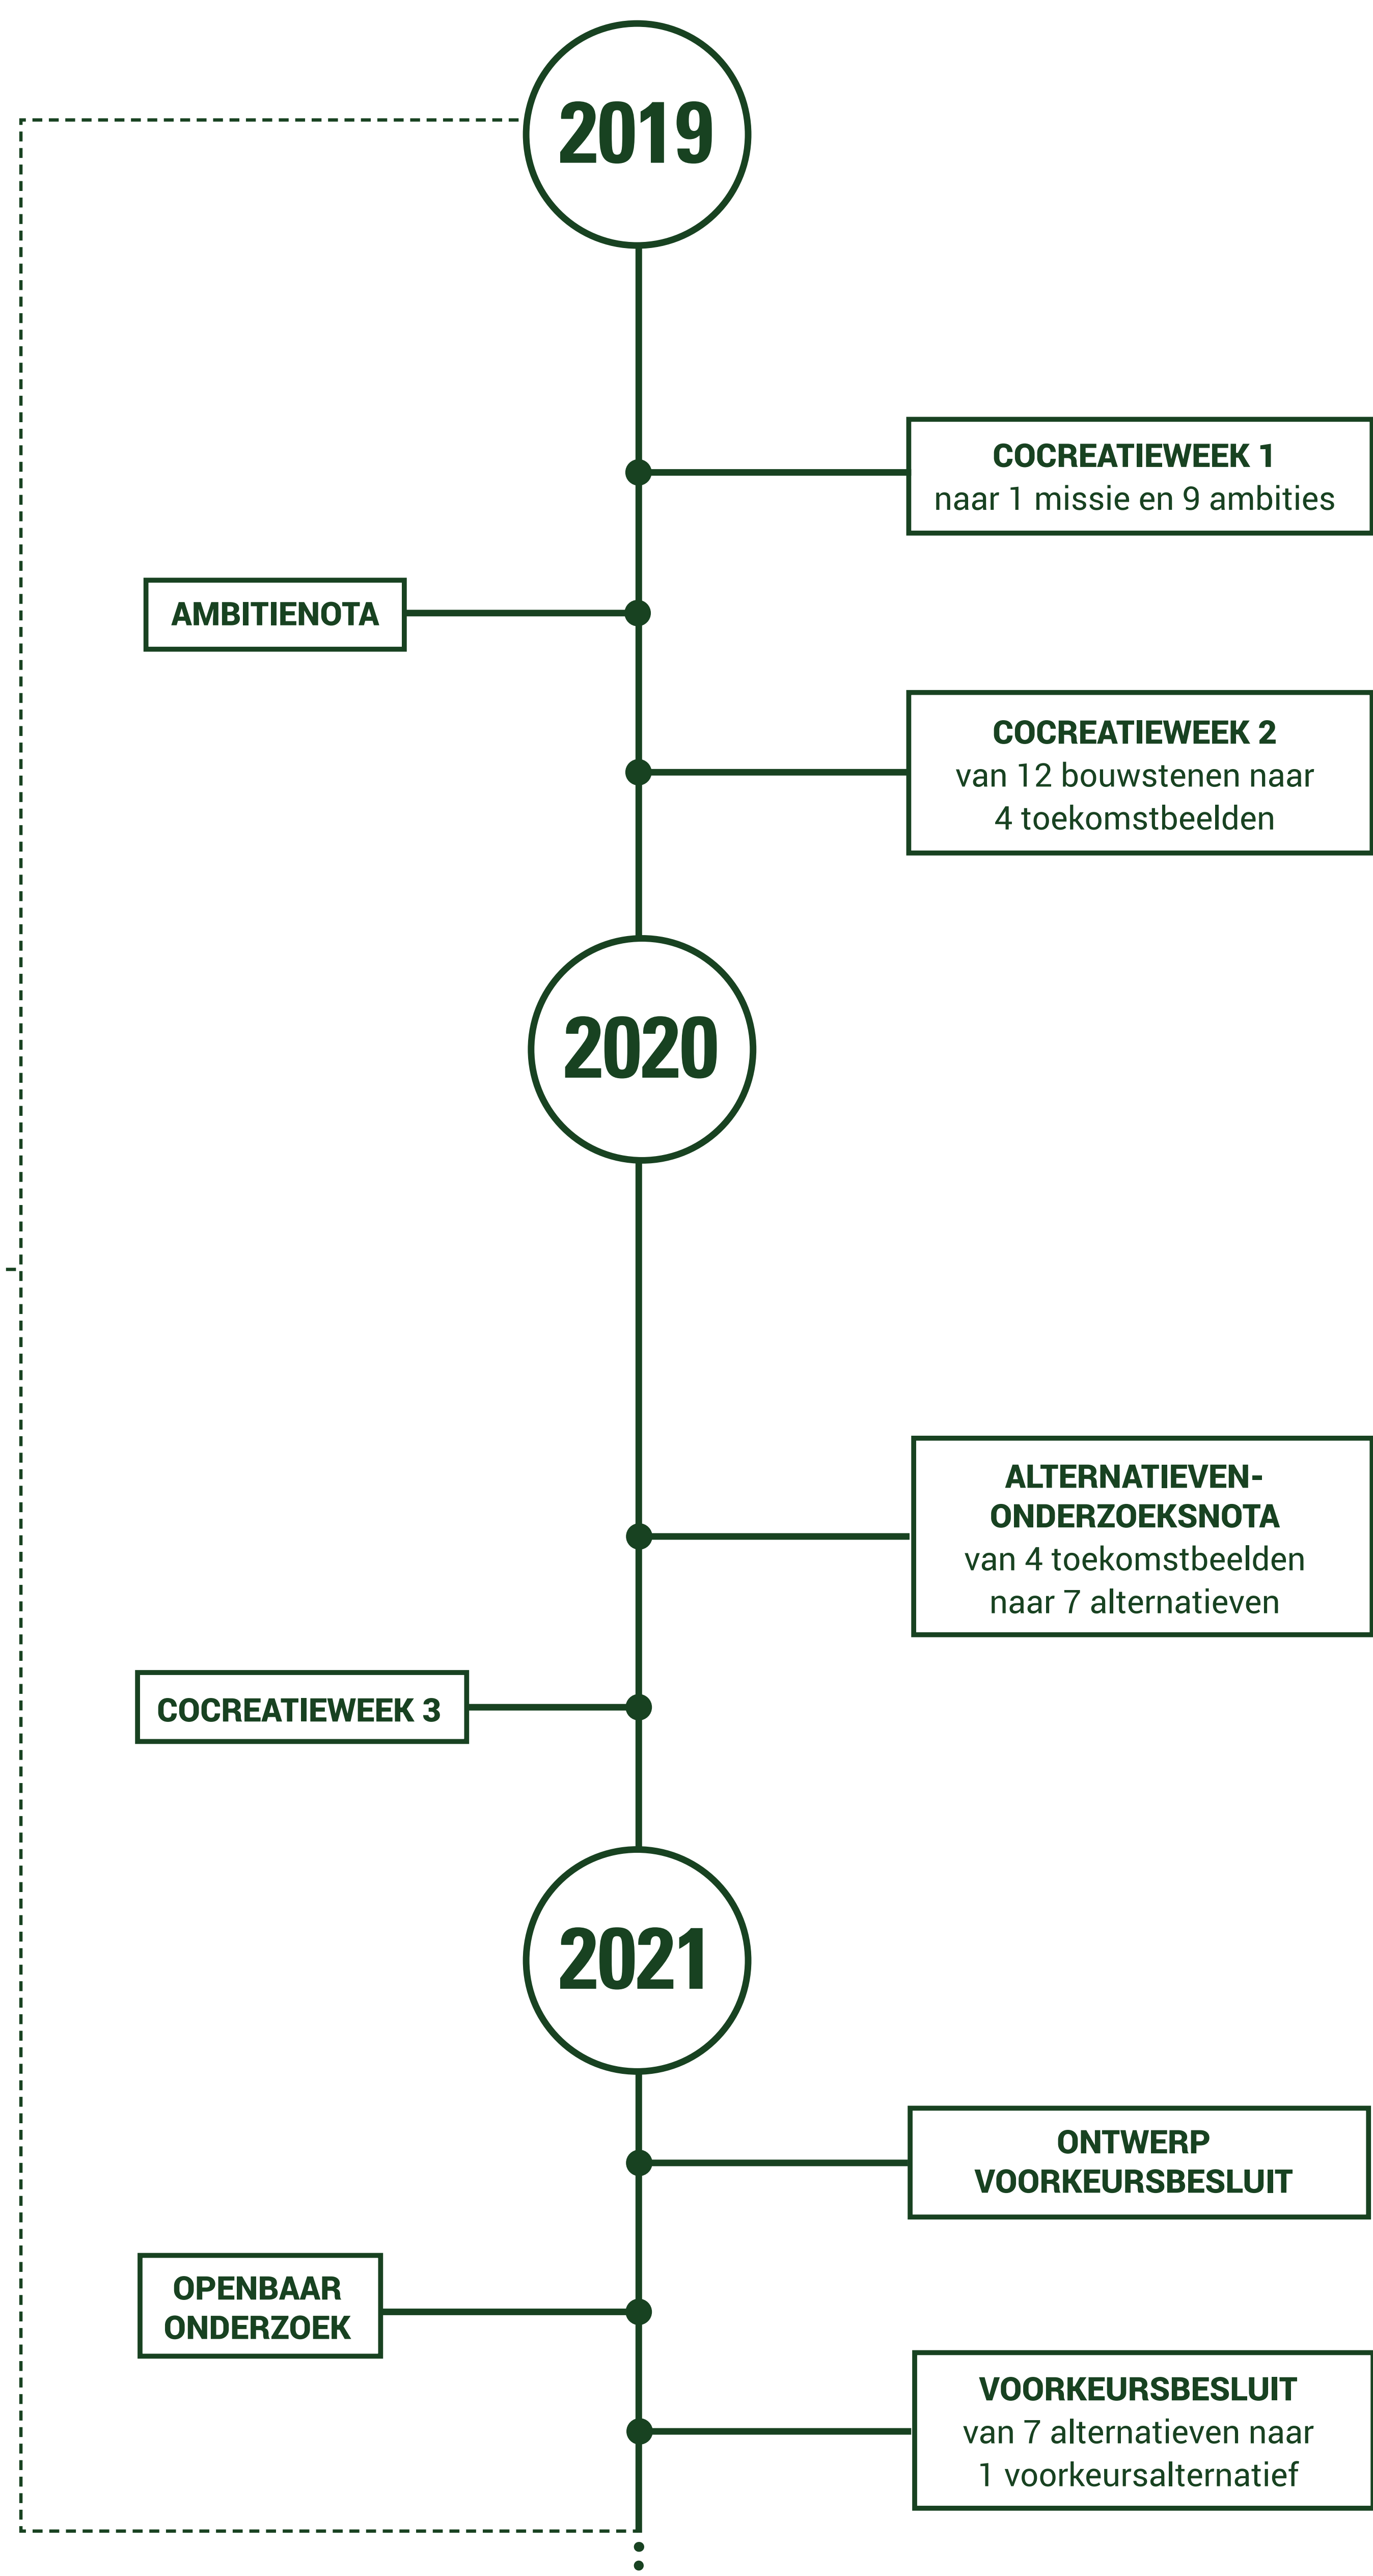 2019
COCREATIEWEEK 1
naar 1 missie en 9 ambities
AMBITIENOTA
COCREATIEWEEK 2
van 12 bouwstenen naar
4 toekomstbeelden
2020
ALTERNATIEVEN-
ONDERZOEKSNOTA
van 4 toekomstbeelden
naar 7 alternatieven
COCREATIEWEEK 3
2021
ONTWERP
VOORKEURSBESLUIT
OPENBAAR
ONDERZOEK
VOORKEURSBESLUIT
van 7 alternatieven naar
1 voorkeursalternatief